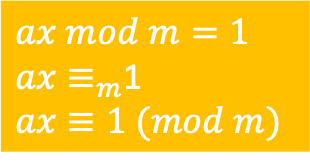 ax mod m = 1
ax ≡ₘ1
ax ≡ 1 (mod m)